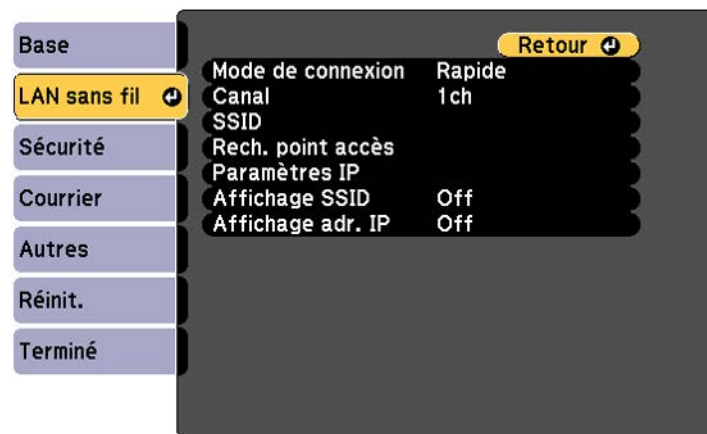 Base
LAN sans fil
Sécurité
Courrier
Autres
Réinit.
Terminé
Retour
Mode de connexion Rapide
Canal 1ch
SSID
Rech. point accès
Paramètres IP
Affichage SSID Off
Affichage adr. IP Off